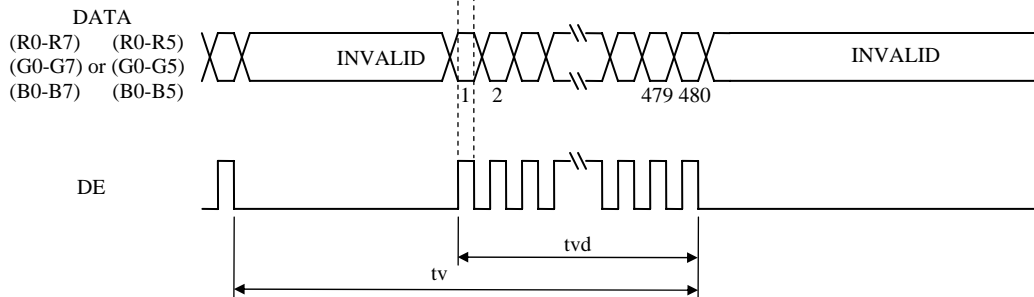 DATA
(R0-R7) (R0-R5)
(G0-G7) or (G0-G5)
(B0-B7) (B0-B5)
INVALID
INVALID
1 2 479 480
DE
tvd
tv